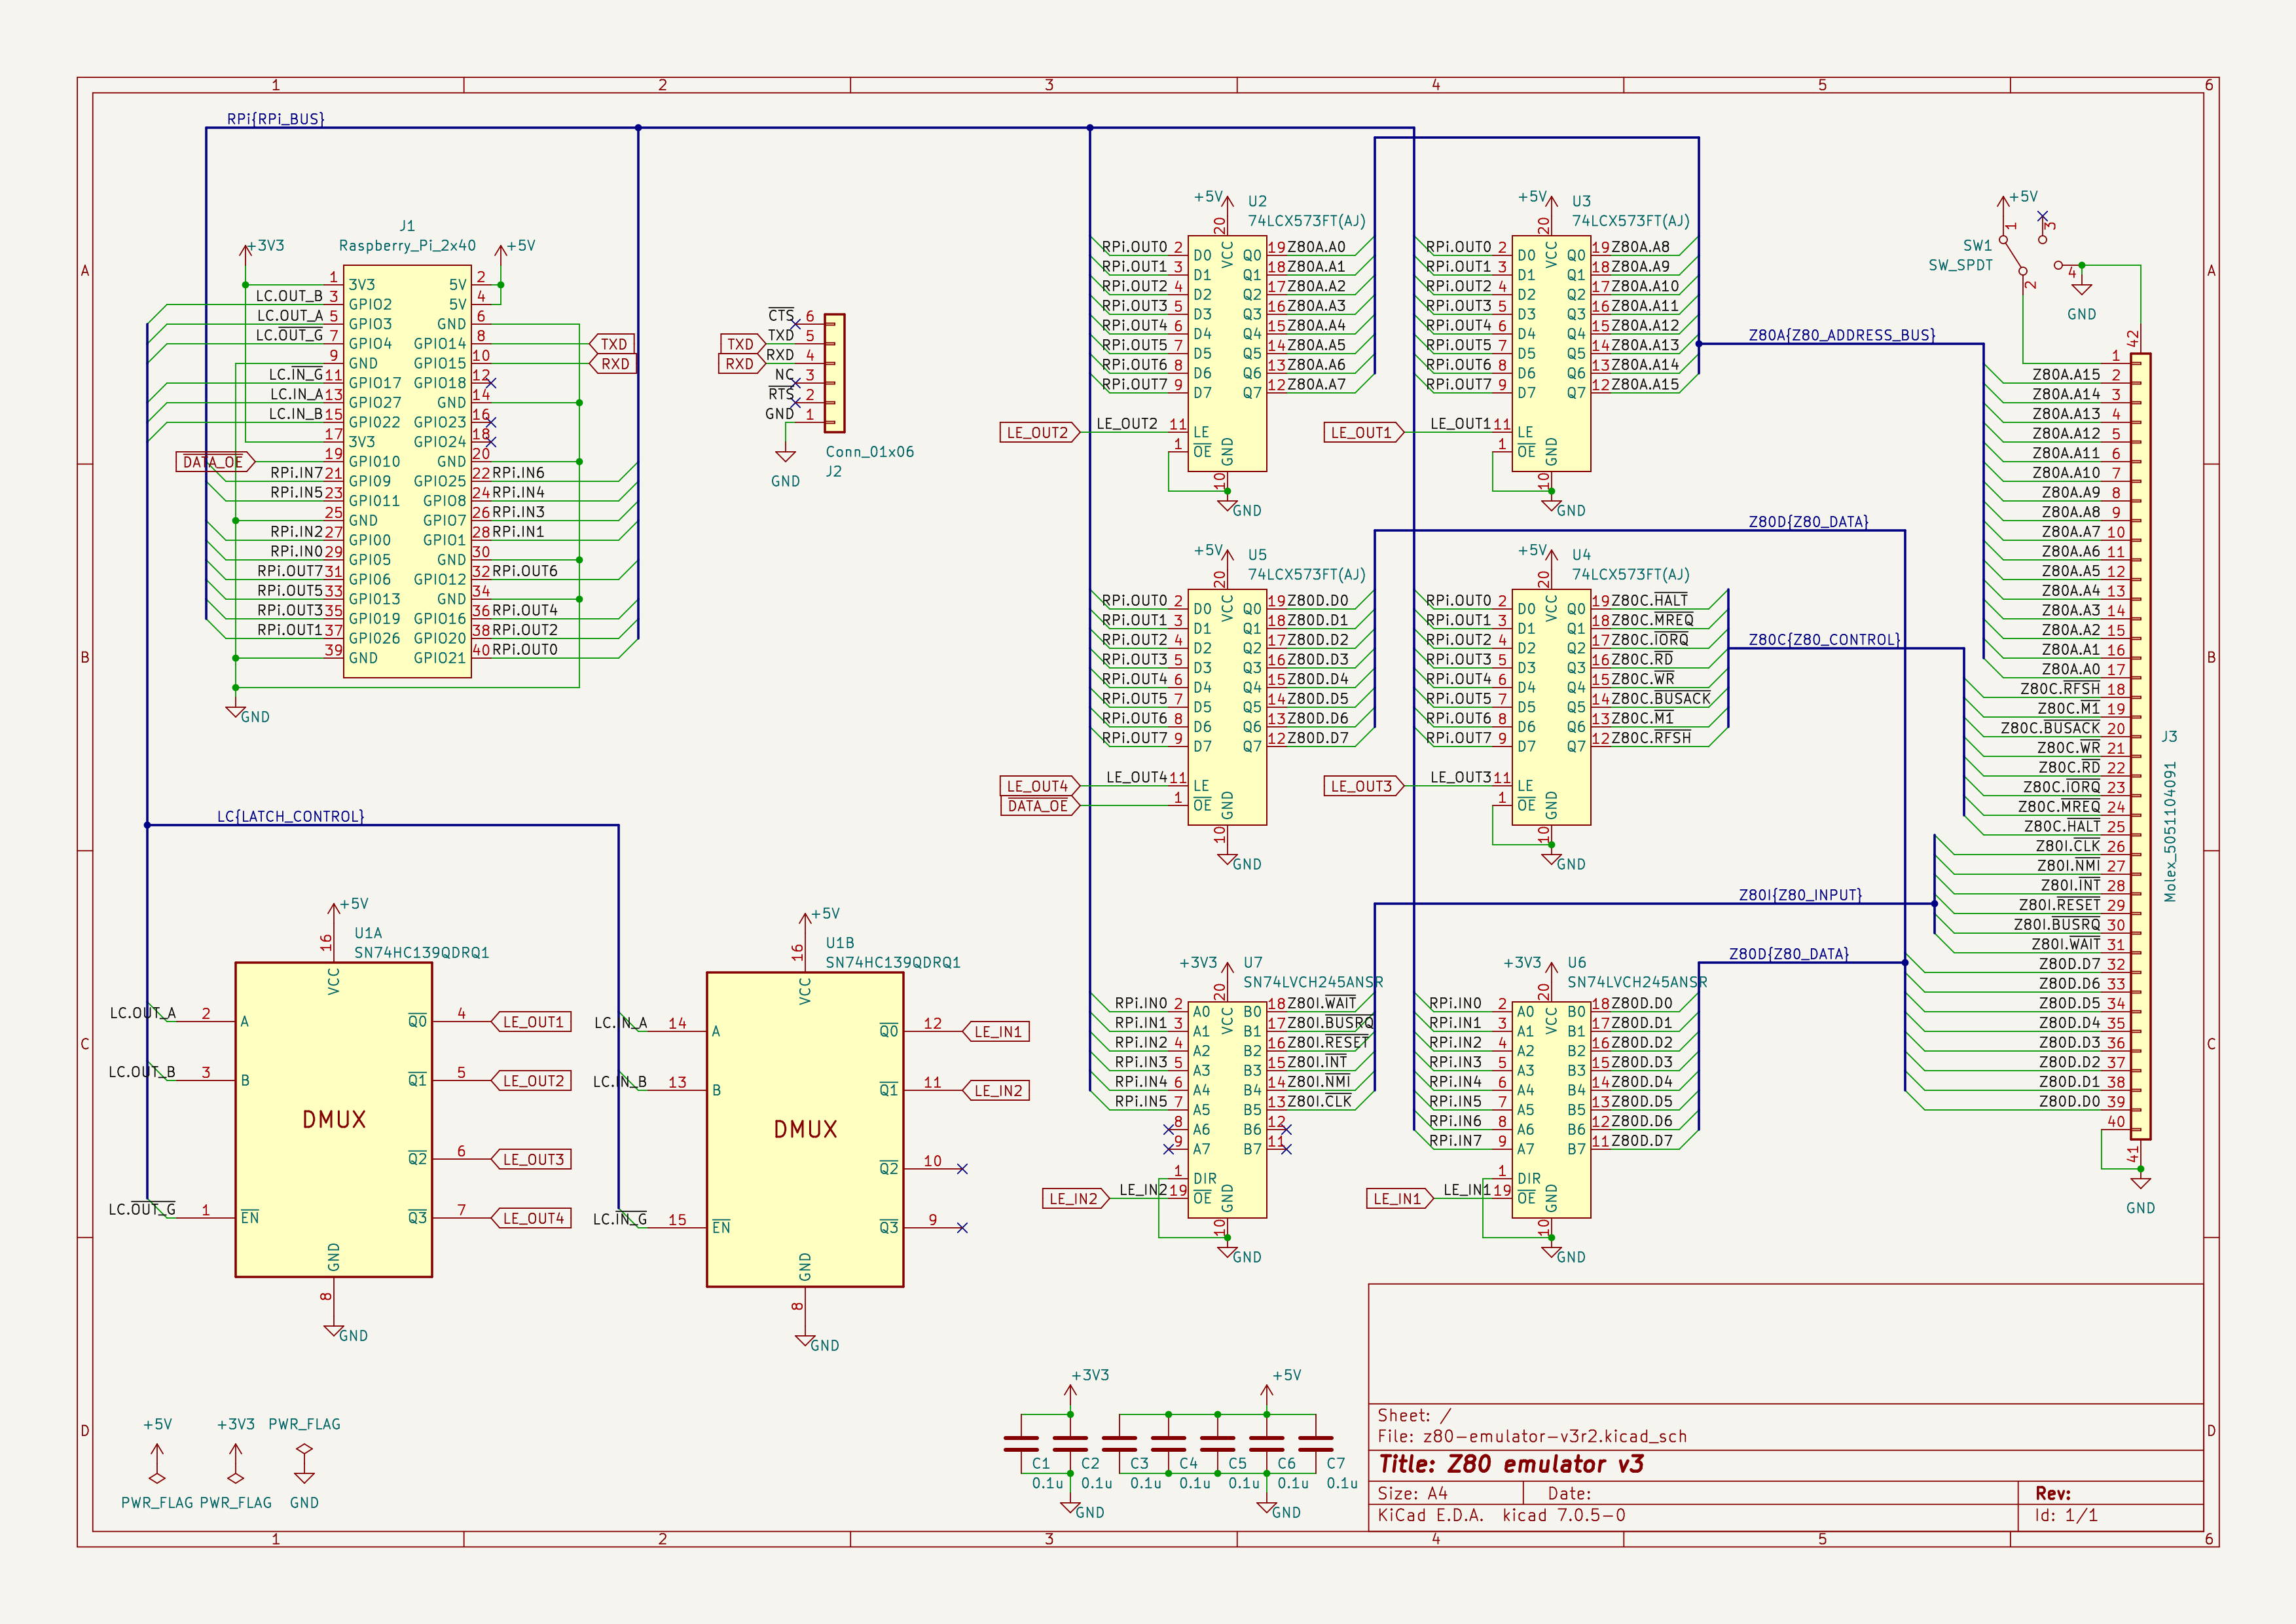 1 2 3 4 5 6
A B C D
RPi{RPi_BUS}
J1
Raspberry_Pi_2x40
+3V3
+5V
1 3V3 5V 2
LC.OUT_B 3 GPIO2 5V 4
LC.OUT_A 5 GPIO3 GND 6
LC.OUT_G 7 GPIO4 GPIO14 8 TXD
9 GND GPIO15 10 RXD
LC.IN_G 11 GPIO17 GPIO18 12
LC.IN_A 13 GPIO27 GND 14
LC.IN_B 15 GPIO22 GPIO23 16
17 3V3 GPIO24 18
DATA_OE 19 GPIO10 GND 20
RPi.IN7 21 GPIO9 GPIO25 22 RPi.IN6
RPi.IN5 23 GPIO11 GPIO8 24 RPi.IN4
25 GND GPIO7 26 RPi.IN3
RPi.IN2 27 GPIO0 GPIO1 28 RPi.IN1
RPi.IN0 29 GPIO5 GND 30
RPi.OUT7 31 GPIO6 GPIO12 32 RPi.OUT6
RPi.OUT5 33 GPIO13 GND 34
RPi.OUT3 35 GPIO19 GPIO16 36 RPi.OUT4
RPi.OUT1 37 GPIO26 GPIO20 38 RPi.OUT2
39 GND GPIO21 40 RPi.OUT0
GND
CTS 6
TXD TXD 5
RXD RXD 4
NC 3
RTS 2
GND 1
GND
Conn_01x06
J2
+5V
U2
74LCX573FT(AJ)
20 VCC
RPi.OUT0 2 D0 Q0 19 Z80A.A0
RPi.OUT1 3 D1 Q1 18 Z80A.A1
RPi.OUT2 4 D2 Q2 17 Z80A.A2
RPi.OUT3 5 D3 Q3 16 Z80A.A3
RPi.OUT4 6 D4 Q4 15 Z80A.A4
RPi.OUT5 7 D5 Q5 14 Z80A.A5
RPi.OUT6 8 D6 Q6 13 Z80A.A6
RPi.OUT7 9 D7 Q7 12 Z80A.A7
LE_OUT2 LE_OUT2 11 LE
1 OE
GND 10
GND
+5V
U3
74LCX573FT(AJ)
20 VCC
RPi.OUT0 2 D0 Q0 19 Z80A.A8
RPi.OUT1 3 D1 Q1 18 Z80A.A9
RPi.OUT2 4 D2 Q2 17 Z80A.A10
RPi.OUT3 5 D3 Q3 16 Z80A.A11
RPi.OUT4 6 D4 Q4 15 Z80A.A12
RPi.OUT5 7 D5 Q5 14 Z80A.A13
RPi.OUT6 8 D6 Q6 13 Z80A.A14
RPi.OUT7 9 D7 Q7 12 Z80A.A15
LE_OUT1 LE_OUT1 11 LE
1 OE
GND 10
GND
Z80A{Z80_ADDRESS_BUS}
+5V
1 3
SW1
SW_SPDT
2 4
GND
+5V
U5
74LCX573FT(AJ)
20 VCC
RPi.OUT0 2 D0 Q0 19 Z80D.D0
RPi.OUT1 3 D1 Q1 18 Z80D.D1
RPi.OUT2 4 D2 Q2 17 Z80D.D2
RPi.OUT3 5 D3 Q3 16 Z80D.D3
RPi.OUT4 6 D4 Q4 15 Z80D.D4
RPi.OUT5 7 D5 Q5 14 Z80D.D5
RPi.OUT6 8 D6 Q6 13 Z80D.D6
RPi.OUT7 9 D7 Q7 12 Z80D.D7
LE_OUT4 LE_OUT4 11 LE
DATA_OE 1 OE
GND 10
GND
Z80D{Z80_DATA}
+5V
U4
74LCX573FT(AJ)
20 VCC
RPi.OUT0 2 D0 Q0 19 Z80C.HALT
RPi.OUT1 3 D1 Q1 18 Z80C.MREQ
RPi.OUT2 4 D2 Q2 17 Z80C.IORQ
RPi.OUT3 5 D3 Q3 16 Z80C.RD
RPi.OUT4 6 D4 Q4 15 Z80C.WR
RPi.OUT5 7 D5 Q5 14 Z80C.BUSACK
RPi.OUT6 8 D6 Q6 13 Z80C.M1
RPi.OUT7 9 D7 Q7 12 Z80C.RFSH
LE_OUT3 LE_OUT3 11 LE
1 OE
GND 10
GND
Z80C{Z80_CONTROL}
42
1
Z80A.A15 2
Z80A.A14 3
Z80A.A13 4
Z80A.A12 5
Z80A.A11 6
Z80A.A10 7
Z80A.A9 8
Z80A.A8 9
Z80A.A7 10
Z80A.A6 11
Z80A.A5 12
Z80A.A4 13
Z80A.A3 14
Z80A.A2 15
Z80A.A1 16
Z80A.A0 17
Z80C.RFSH 18
Z80C.M1 19
Z80C.BUSACK 20
Z80C.WR 21
Z80C.RD 22
Z80C.IORQ 23
Z80C.MREQ 24
Z80C.HALT 25
Z80I.CLK 26
Z80I.NMI 27
Z80I.INT 28
Z80I.RESET 29
Z80I.BUSRQ 30
Z80I.WAIT 31
Z80D.D7 32
Z80D.D6 33
Z80D.D5 34
Z80D.D4 35
Z80D.D3 36
Z80D.D2 37
Z80D.D1 38
Z80D.D0 39
40
41
GND
J3
Molex_5051104091
LC{LATCH_CONTROL}
+5V
U1A
SN74HC139QDRQ1
16 VCC
LC.OUT_A 2 A Q0 4 LE_OUT1
LC.OUT_B 3 B Q1 5 LE_OUT2
DMUX
Q2 6 LE_OUT3
LC.OUT_G 1 EN Q3 7 LE_OUT4
GND 8
GND
+5V
U1B
SN74HC139QDRQ1
16 VCC
LC.IN_A 14 A Q0 12 LE_IN1
LC.IN_B 13 B Q1 11 LE_IN2
DMUX
Q2 10
LC.IN_G 15 EN Q3 9
GND 8
GND
Z80I{Z80_INPUT}
+3V3
U7
SN74LVCH245ANSR
20 VCC
RPi.IN0 2 A0 B0 18 Z80I.WAIT
RPi.IN1 3 A1 B1 17 Z80I.BUSRQ
RPi.IN2 4 A2 B2 16 Z80I.RESET
RPi.IN3 5 A3 B3 15 Z80I.INT
RPi.IN4 6 A4 B4 14 Z80I.NMI
RPi.IN5 7 A5 B5 13 Z80I.CLK
8 A6 B6 12
9 A7 B7 11
1 DIR
LE_IN2 LE_IN2 19 OE
GND 10
GND
Z80D{Z80_DATA}
+3V3
U6
SN74LVCH245ANSR
20 VCC
RPi.IN0 2 A0 B0 18 Z80D.D0
RPi.IN1 3 A1 B1 17 Z80D.D1
RPi.IN2 4 A2 B2 16 Z80D.D2
RPi.IN3 5 A3 B3 15 Z80D.D3
RPi.IN4 6 A4 B4 14 Z80D.D4
RPi.IN5 7 A5 B5 13 Z80D.D5
RPi.IN6 8 A6 B6 12 Z80D.D6
RPi.IN7 9 A7 B7 11 Z80D.D7
1 DIR
LE_IN1 LE_IN1 19 OE
GND 10
GND
+5V +3V3 PWR_FLAG
PWR_FLAG PWR_FLAG GND
+3V3 +5V
C1 C2 C3 C4 C5 C6 C7
0.1u 0.1u 0.1u 0.1u 0.1u 0.1u 0.1u
GND GND
Sheet: /
File: z80-emulator-v3r2.kicad_sch
Title: Z80 emulator v3
Size: A4 Date: Rev:
KiCad E.D.A. kicad 7.0.5-0 Id: 1/1
1 2 3 4 5 6
A B C D